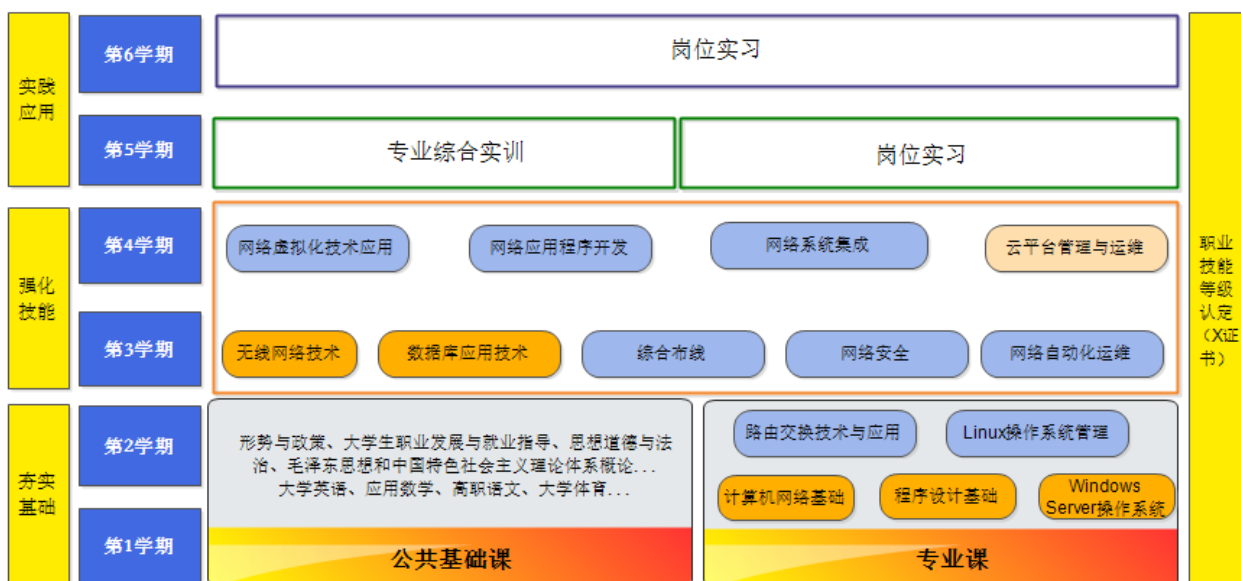 实践
应用
第6学期
岗位实习
第5学期
专业综合实训
岗位实习
强化
技能
第4学期
网络虚拟化技术应用
网络应用程序开发
网络系统集成
云平台管理与运维
第3学期
无线网络技术
数据库应用技术
综合布线
网络安全
网络自动化运维
夯实
基础
第2学期
第1学期
形势与政策、大学生职业发展与就业指导、思想道德与法
治、毛泽东思想和中国特色社会主义理论体系概论...
大学英语、应用数学、高职语文、大学体育...
公共基础课
路由交换技术与应用
Linux操作系统管理
计算机网络基础
程序设计基础
Windows
Server操作系统
专业课
职业
技能
等级
认定
（X证
书）